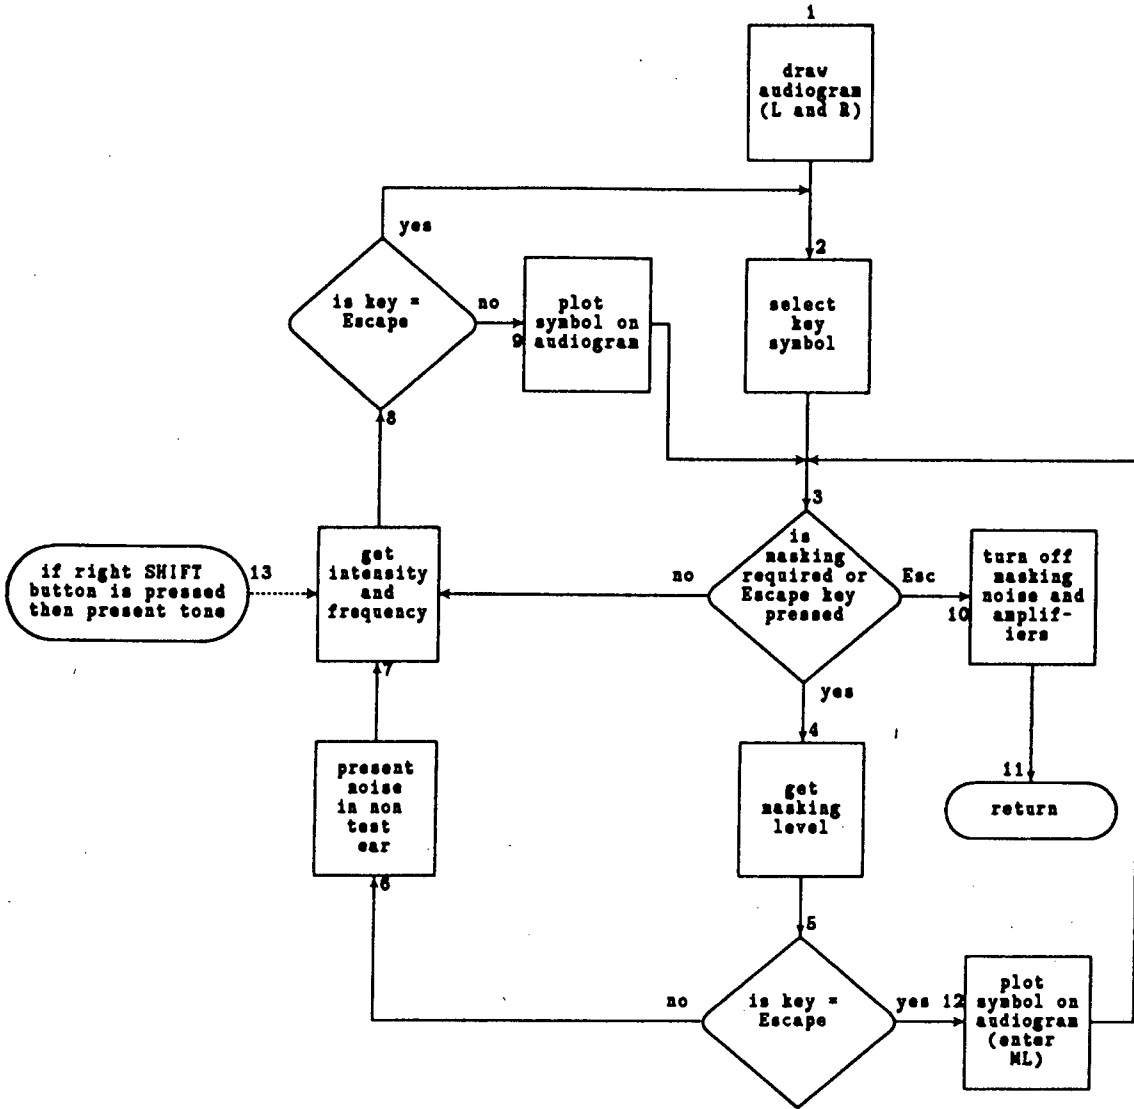 1
draw
audiogram
(L and R)
yes
2
is key =
Escape
no
9
plot
symbol on
audiogram
select
key
symbol
8
3
if right SHIFT
button is pressed
then present tone
13
get
intensity
and
frequency
no
is
masking
required or
Escape key
pressed
Esc
10
turn off
masking
noise and
amplif-
iers
7
yes
4
present
noise
in non
test
ear
get
masking
level
11
return
6
5
no
is key =
Escape
yes 12
plot
symbol on
audiogram
(enter
ML)